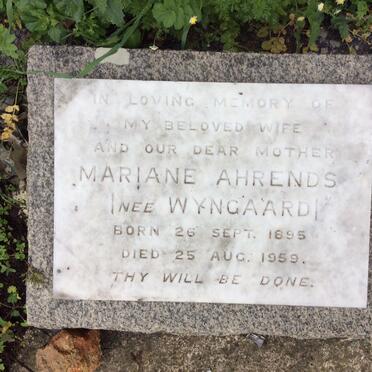 IN LOVING MEMORY OF
MY BELOVED WIFE
AND OUR DEAR MOTHER
MARIANE AHRENDS
(NEE WYNGAARD)
BORN 26 SEPT. 1895
DIED 25 AUG. 1959.
THY WILL BE DONE.